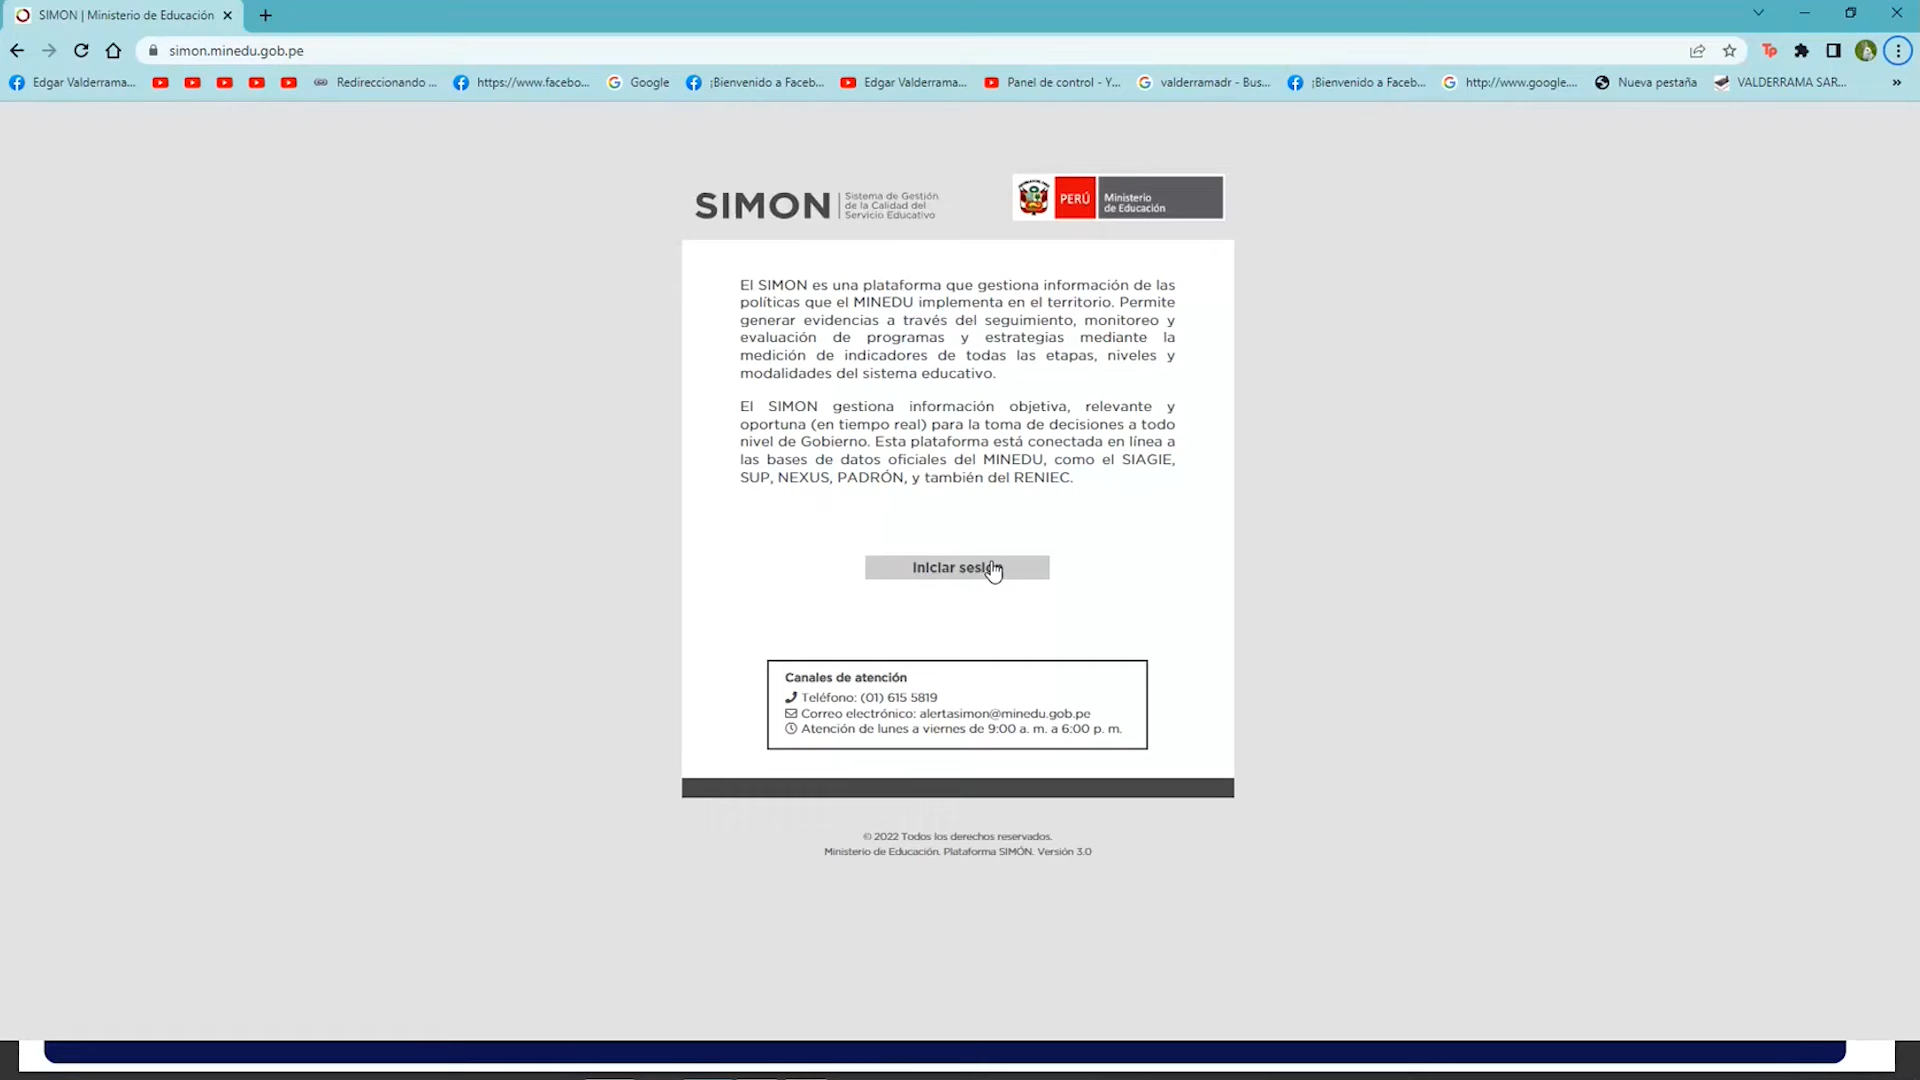 SIMON | Ministerio de Educación
simon.minedu.gob.pe
Tp
Edgar Valderrama...
Redireccionando ...
https://www.facebo...
Google
¡Bienvenido a Faceb...
Edgar Valderrama...
Panel de control - Y...
valderramadr - Bus...
¡Bienvenido a Faceb...
http://www.google....
Nueva pestaña
VALDERRAMA SAR...
SIMON
Sistema de Gestión
de la Calidad del
Servicio Educativo
PERÚ
Ministerio
de Educación
El SIMON es una plataforma que gestiona información de las
políticas que el MINEDU implementa en el territorio. Permite
generar evidencias a través del seguimiento, monitoreo y
evaluación de programas y estrategias mediante la
medición de indicadores de todas las etapas, niveles y
modalidades del sistema educativo.
El SIMON gestiona información objetiva, relevante y
oportuna (en tiempo real) para la toma de decisiones a todo
nivel de Gobierno. Esta plataforma está conectada en línea a
las bases de datos oficiales del MINEDU, como el SIAGIE,
SUP, NEXUS, PADRÓN, y también del RENIEC.
Iniciar sesión
Canales de atención
Teléfono: (01) 615 5819
Correo electrónico: alertasimon@minedu.gob.pe
Atención de lunes a viernes de 9:00 a. m. a 6:00 p. m.
© 2022 Todos los derechos reservados.
Ministerio de Educación. Plataforma SIMÓN. Versión 3.0